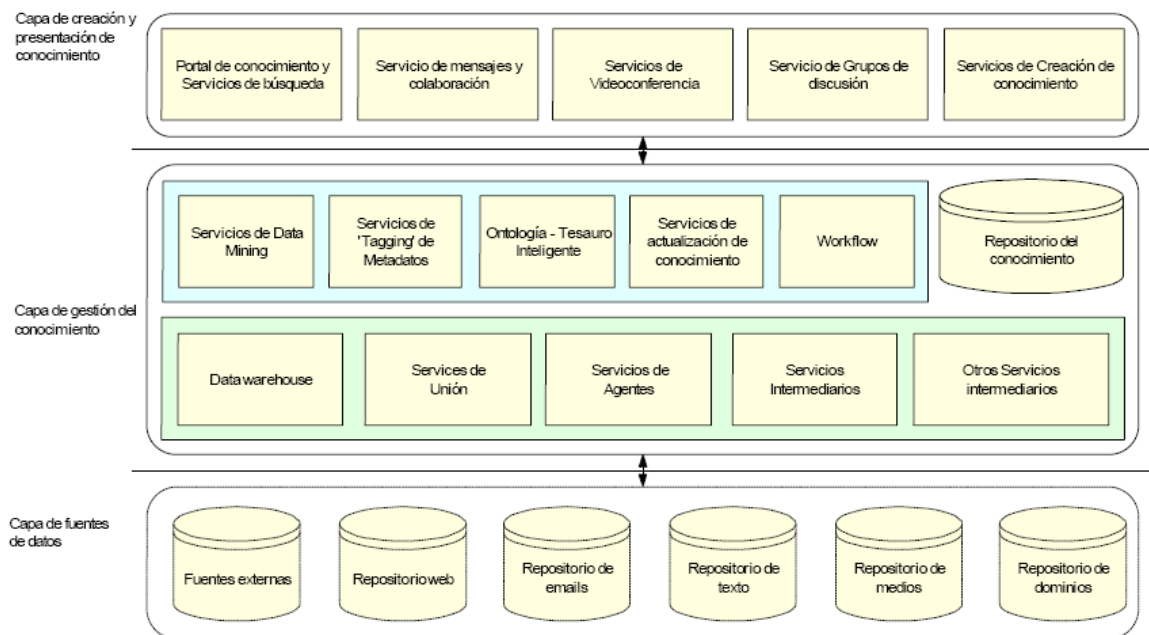 Capa de creación y
presentación de
conocimiento
Portal de conocimiento y
Servicios de búsqueda
Servicio de mensajes y
colaboración
Servicios de
Videoconferencia
Servicio de Grupos de
discusión
Servicios de Creación de
conocimiento
Capa de gestión del
conocimiento
Servicios de Data
Mining
Servicios de
'Tagging' de
Metadatos
Ontología - Tesauro
Inteligente
Servicios de
actualización de
conocimiento
Workflow
Repositorio del
conocimiento
Data warehouse
Services de
Unión
Servicios de
Agentes
Servicios
Intermediarios
Otros Servicios
intermediarios
Capa de fuentes
de datos
Fuentes externas
Repositorio web
Repositorio de
emails
Repositorio de
texto
Repositorio de
medios
Repositorio de
dominios